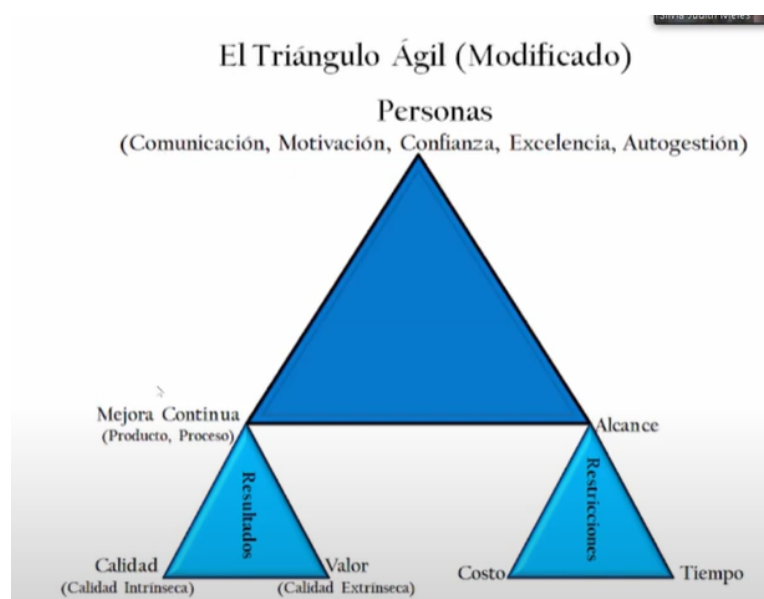 El Triángulo Ágil (Modificado)
Personas
(Comunicación, Motivación, Confianza, Excelencia, Autogestión)
Mejora Continua
(Producto, Proceso)
Alcance
Resultados
Restricciones
Calidad
(Calidad Intrínseca)
Valor
(Calidad Extrínseca)
Costo
Tiempo